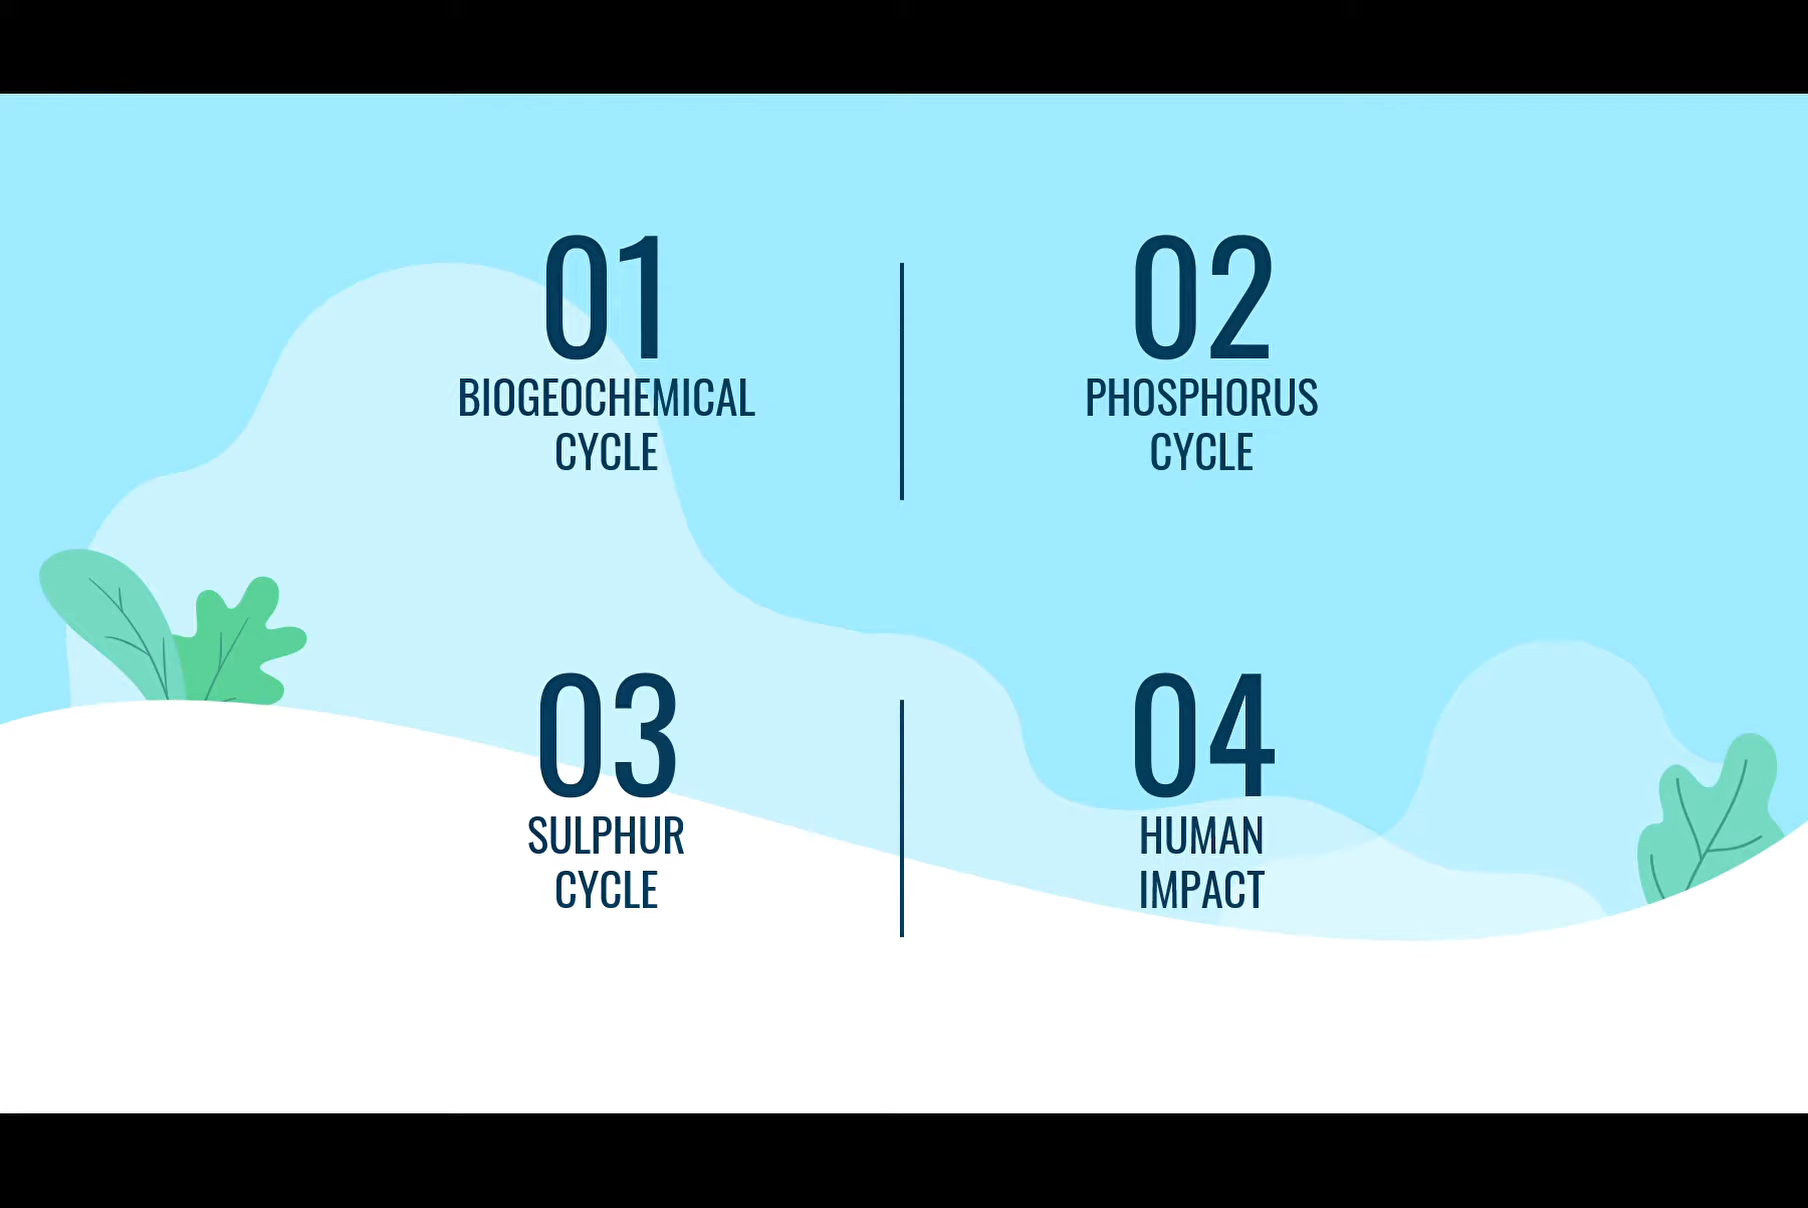 01
BIOGEOCHEMICAL
CYCLE
02
PHOSPHORUS
CYCLE
03
SULPHUR
CYCLE
04
HUMAN
IMPACT